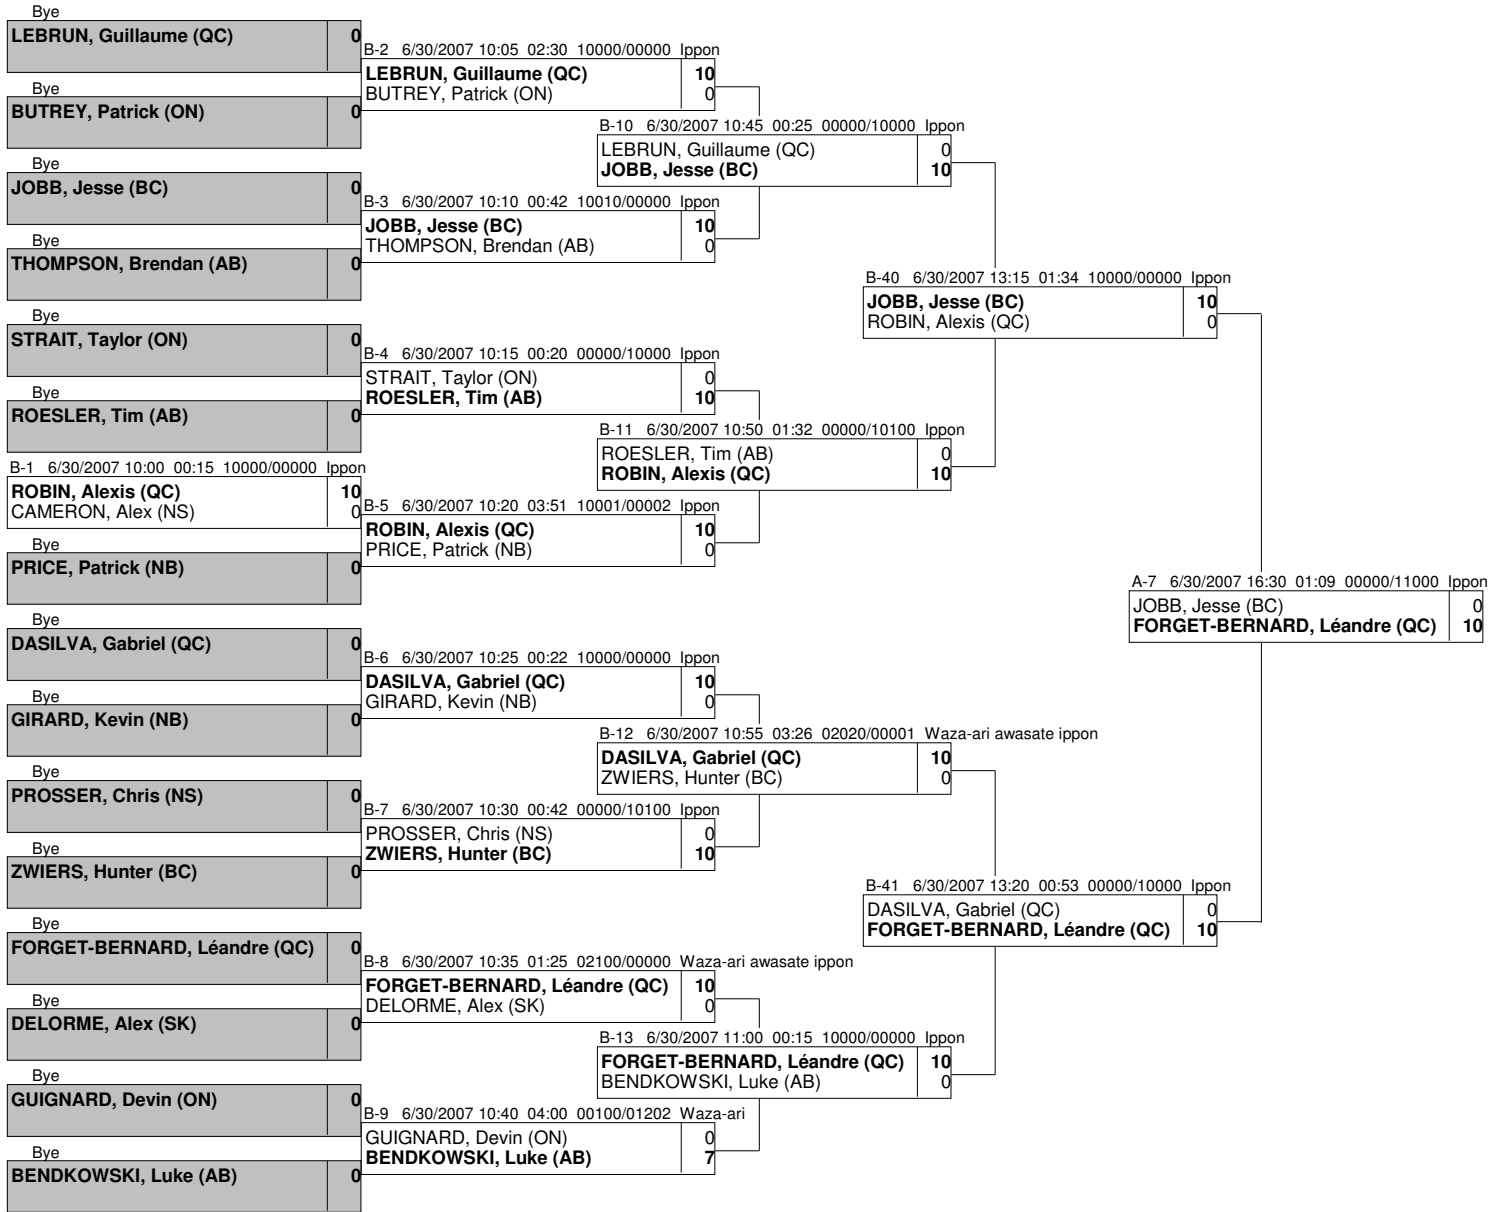 Bye
LEBRUN, Guillaume (QC) 0
Bye
BUTREY, Patrick (ON) 0
Bye
JOBB, Jesse (BC) 0
Bye
THOMPSON, Brendan (AB) 0
Bye
STRAIT, Taylor (ON) 0
Bye
ROESLER, Tim (AB) 0
B-1 6/30/2007 10:00 00:15 10000/00000 Ippon
ROBIN, Alexis (QC) 10
CAMERON, Alex (NS) 0
Bye
PRICE, Patrick (NB) 0
Bye
DASILVA, Gabriel (QC) 0
Bye
GIRARD, Kevin (NB) 0
Bye
PROSSER, Chris (NS) 0
Bye
ZWIERS, Hunter (BC) 0
Bye
FORGET-BERNARD, Léandre (QC) 0
Bye
DELORME, Alex (SK) 0
Bye
GUIGNARD, Devin (ON) 0
Bye
BENDKOWSKI, Luke (AB) 0
B-2 6/30/2007 10:05 02:30 10000/00000 Ippon
LEBRUN, Guillaume (QC) 10
BUTREY, Patrick (ON) 0
B-3 6/30/2007 10:10 00:42 10010/00000 Ippon
JOBB, Jesse (BC) 10
THOMPSON, Brendan (AB) 0
B-4 6/30/2007 10:15 00:20 00000/10000 Ippon
STRAIT, Taylor (ON) 0
ROESLER, Tim (AB) 10
B-5 6/30/2007 10:20 03:51 10001/00002 Ippon
ROBIN, Alexis (QC) 10
PRICE, Patrick (NB) 0
B-6 6/30/2007 10:25 00:22 10000/00000 Ippon
DASILVA, Gabriel (QC) 10
GIRARD, Kevin (NB) 0
B-7 6/30/2007 10:30 00:42 00000/10100 Ippon
PROSSER, Chris (NS) 0
ZWIERS, Hunter (BC) 10
B-8 6/30/2007 10:35 01:25 02100/00000 Waza-ari awasate ippon
FORGET-BERNARD, Léandre (QC) 10
DELORME, Alex (SK) 0
B-9 6/30/2007 10:40 04:00 00100/01202 Waza-ari
GUIGNARD, Devin (ON) 0
BENDKOWSKI, Luke (AB) 7
B-10 6/30/2007 10:45 00:25 00000/10000 Ippon
LEBRUN, Guillaume (QC) 0
JOBB, Jesse (BC) 10
B-11 6/30/2007 10:50 01:32 00000/10100 Ippon
ROESLER, Tim (AB) 0
ROBIN, Alexis (QC) 10
B-12 6/30/2007 10:55 03:26 02020/00001 Waza-ari awasate ippon
DASILVA, Gabriel (QC) 10
ZWIERS, Hunter (BC) 0
B-13 6/30/2007 11:00 00:15 10000/00000 Ippon
FORGET-BERNARD, Léandre (QC) 10
BENDKOWSKI, Luke (AB) 0
B-40 6/30/2007 13:15 01:34 10000/00000 Ippon
JOBB, Jesse (BC) 10
ROBIN, Alexis (QC) 0
B-41 6/30/2007 13:20 00:53 00000/10000 Ippon
DASILVA, Gabriel (QC) 0
FORGET-BERNARD, Léandre (QC) 10
A-7 6/30/2007 16:30 01:09 00000/11000 Ippon
JOBB, Jesse (BC) 0
FORGET-BERNARD, Léandre (QC) 10